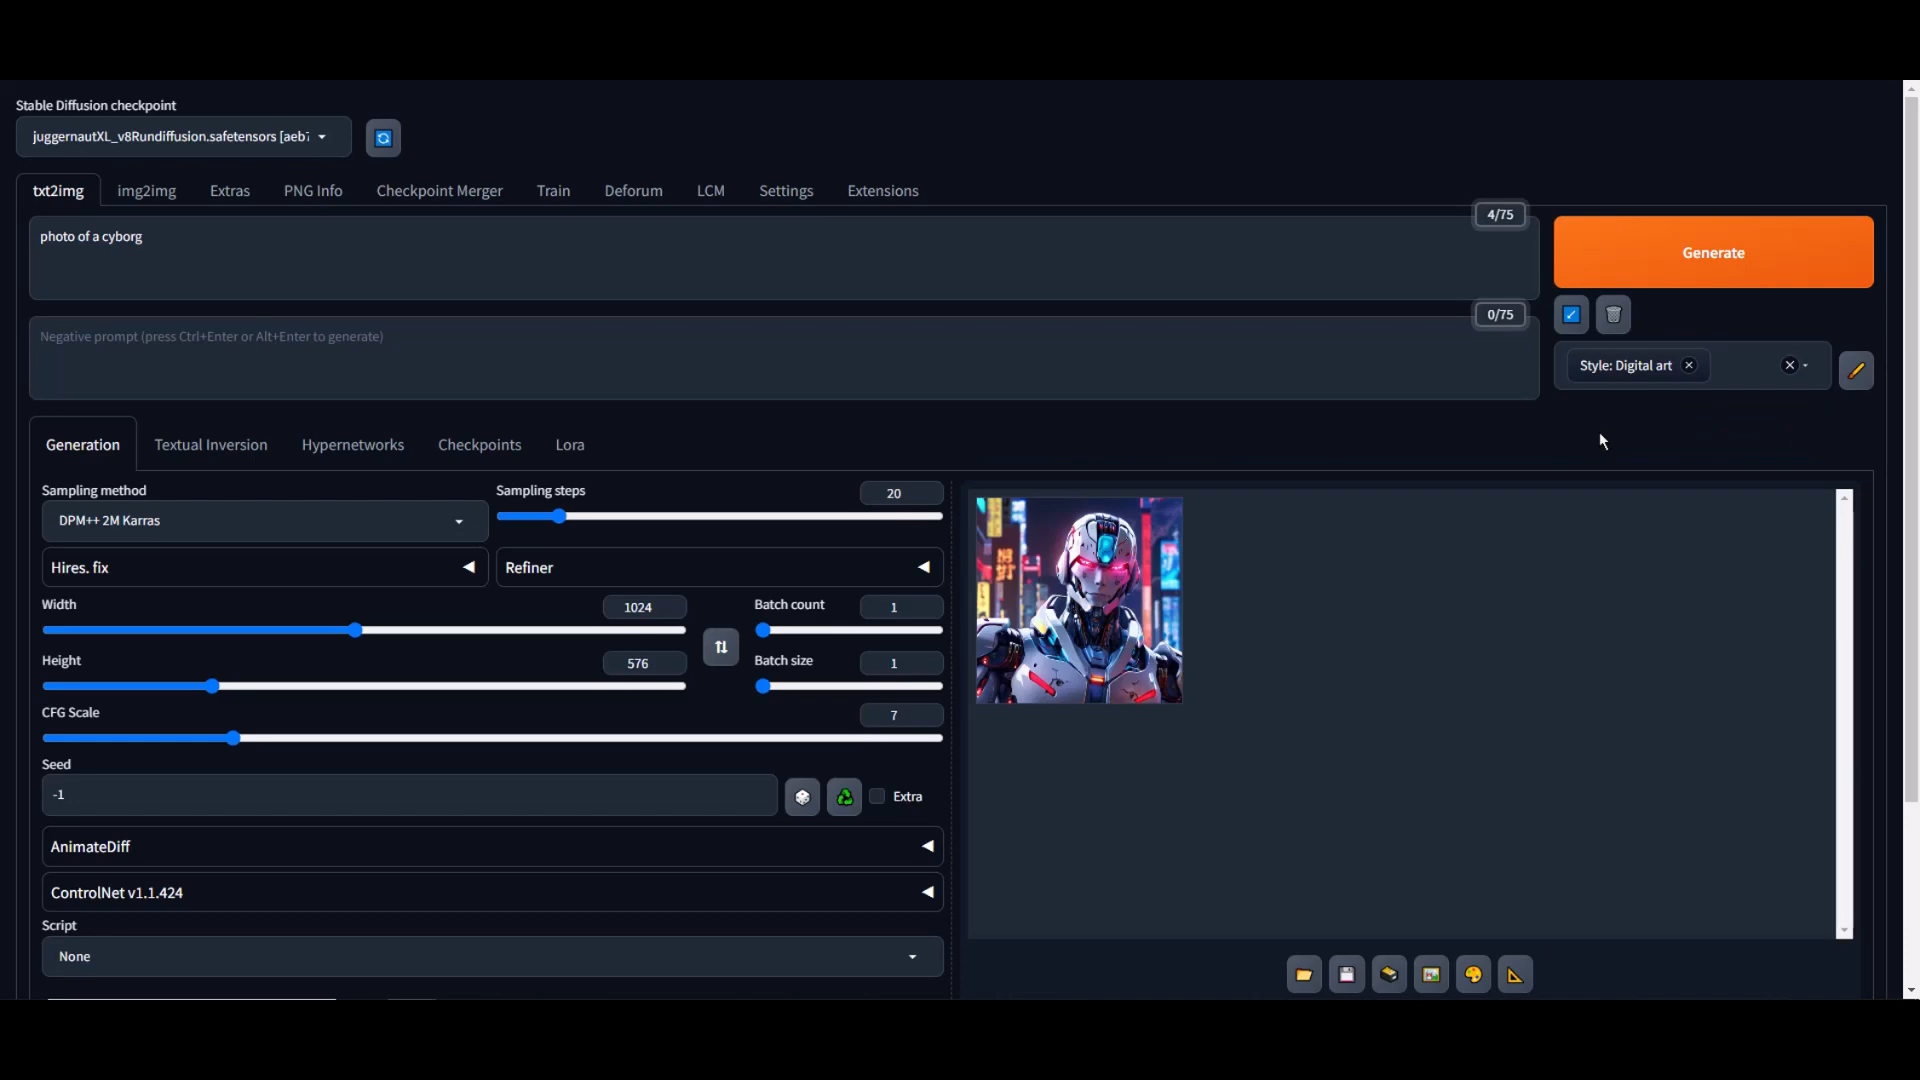 Stable Diffusion checkpoint
juggernautXL_v8Rundiffusion.safetensors [aeb7
txt2img img2img Extras PNG Info Checkpoint Merger Train Deforum LCM Settings Extensions
4/75
photo of a cyborg
Generate
0/75
Negative prompt (press Ctrl+Enter or Alt+Enter to generate)
Style: Digital art
Generation Textual Inversion Hypernetworks Checkpoints Lora
Sampling method Sampling steps 20
DPM++ 2M Karras
Hires. fix Refiner
Width 1024 Batch count 1
Height 576 Batch size 1
CFG Scale 7
Seed
-1
Extra
AnimateDiff
ControlNet v1.1.424
Script
None